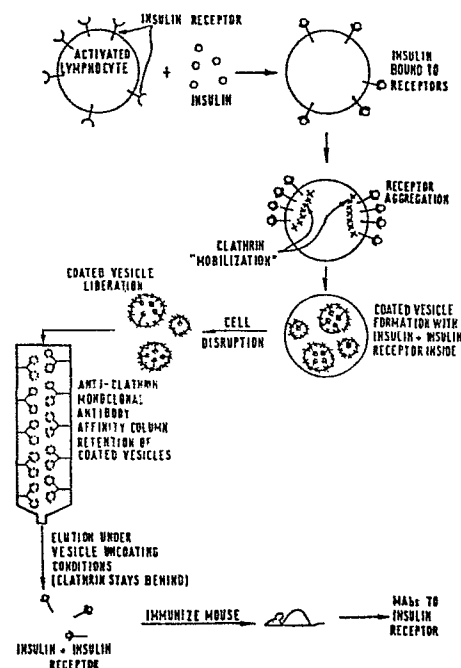 INSULIN RECEPTOR
ACTIVATED
LYMPHOCYTE
+
INSULIN
INSULIN
BOUND TO
RECEPTORS
RECEPTOR
AGGREGATION
CLATHRIN
"MOBILIZATION"
COATED VESICLE
LIBERATION
CELL
DISRUPTION
COATED VESICLE
FORMATION WITH
INSULIN + INSULIN
RECEPTOR INSIDE
ANTI-CLATHRIN
MONOCLONAL
ANTIBODY
AFFINITY COLUMN
RETENTION OF
COATED VESICLES
ELUTION UNDER
VESICLE UNCOATING
CONDITIONS
(CLATHRIN STAYS BEHIND)
INSULIN + INSULIN
RECEPTOR
IMMUNIZE MOUSE
MABs TO
INSULIN
RECEPTOR